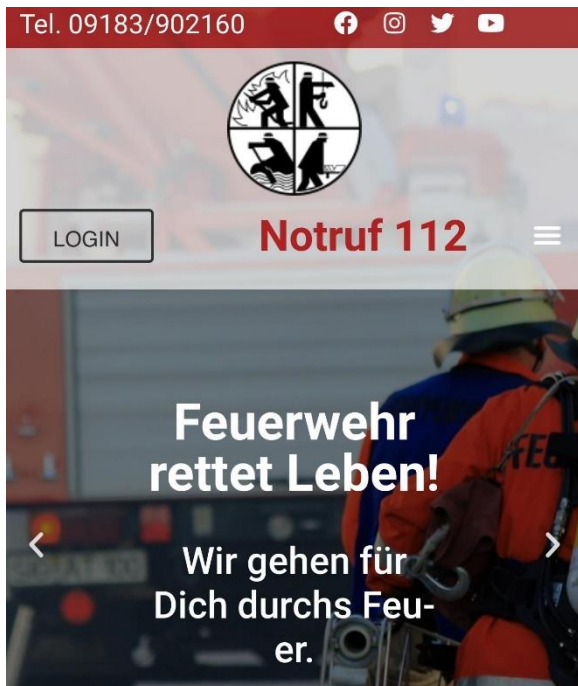 Tel. 09183/902160
LOGIN
Notruf 112
Feuerwehr
rettet Leben!
Wir gehen für
Dich durchs Feu-
er.